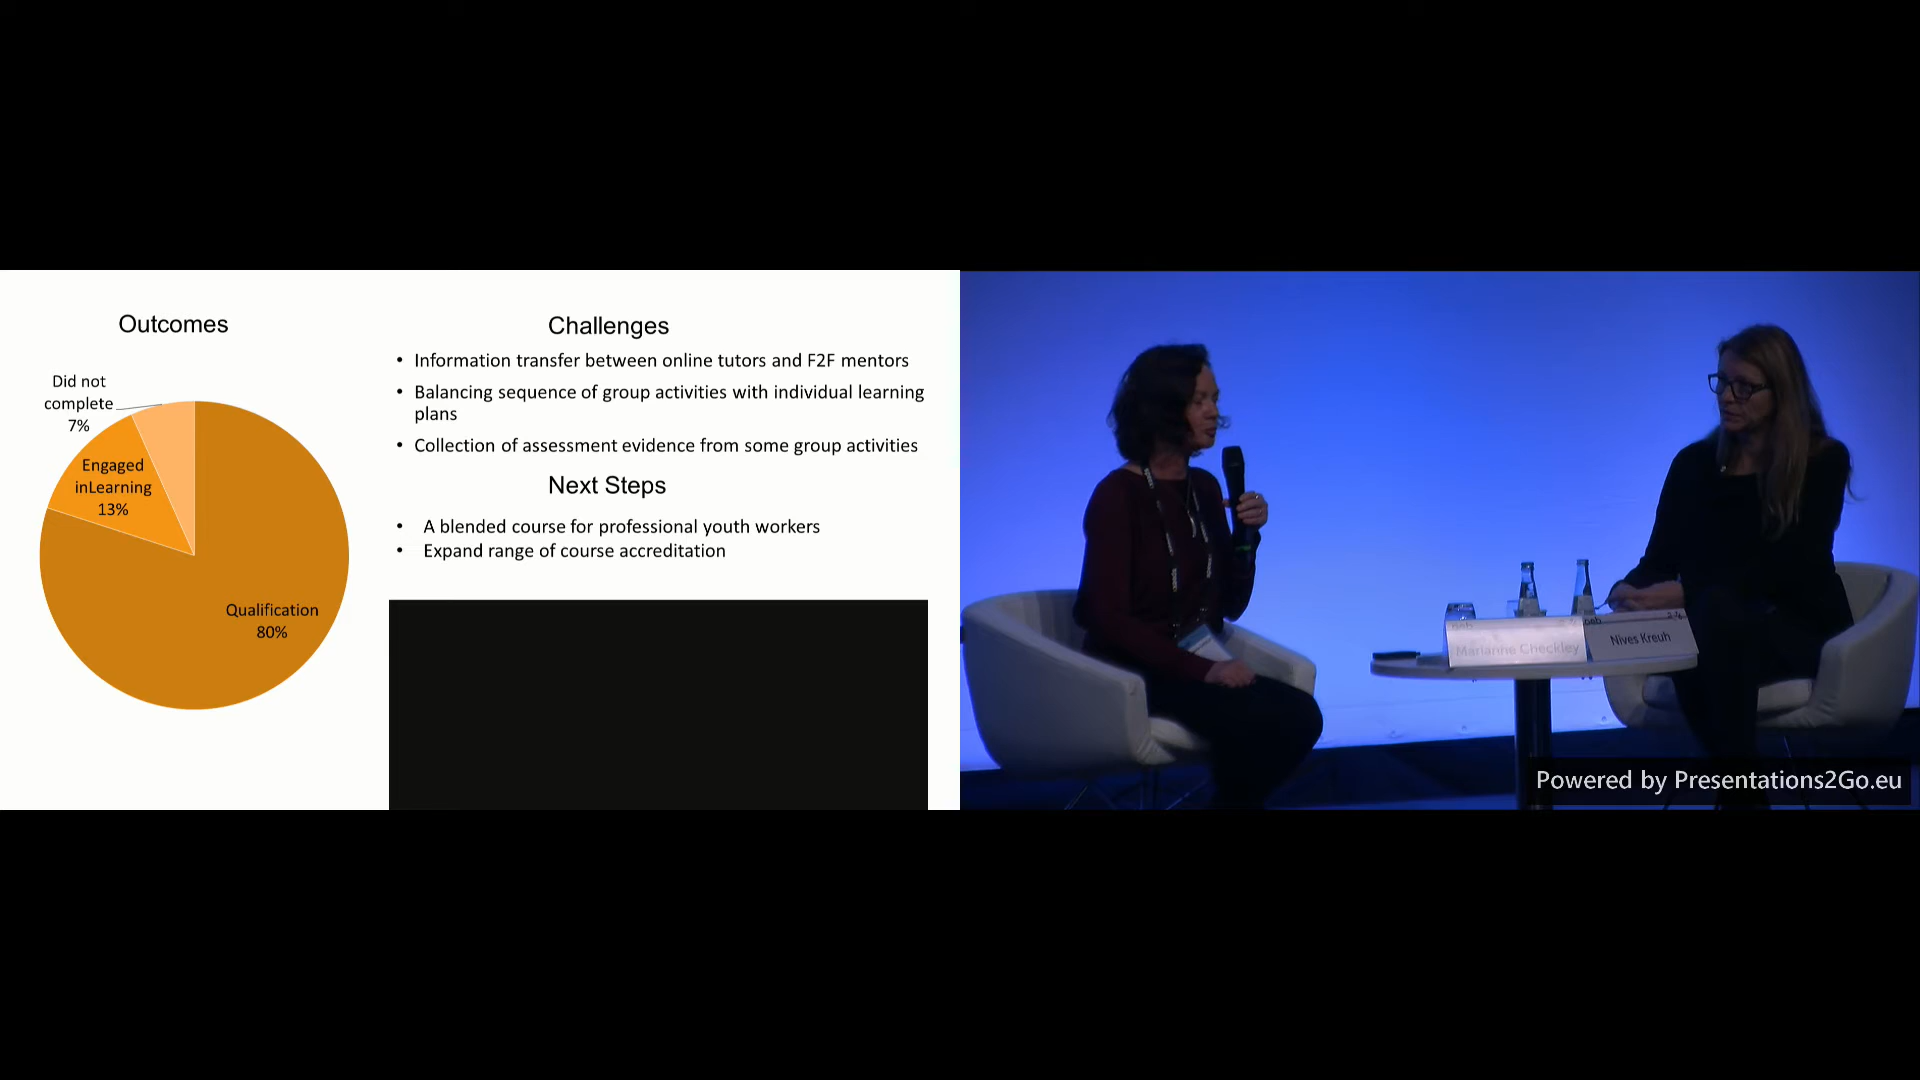 Outcomes
Did not
complete
7%
Engaged
inLearning
13%
Qualification
80%
Challenges
• Information transfer between online tutors and F2F mentors
• Balancing sequence of group activities with individual learning
plans
• Collection of assessment evidence from some group activities
Next Steps
• A blended course for professional youth workers
• Expand range of course accreditation
Marianne Checkley
Nives Kreuh
Powered by Presentations2Go.eu